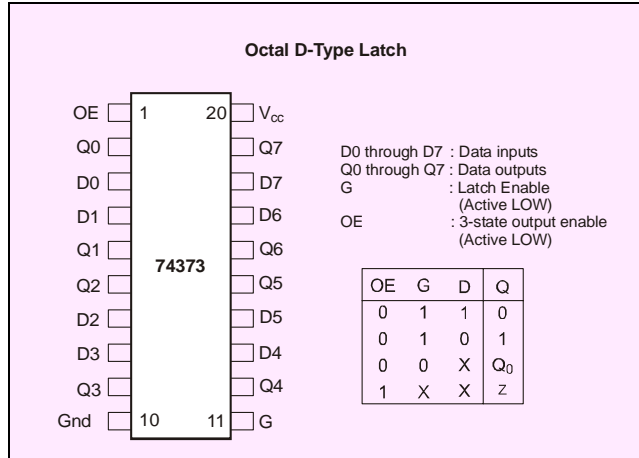 Octal D-Type Latch
OE 1 20 Vcc
Q0 Q7
D0 D7
D1 D6
Q1 Q6
74373
Q2 Q5
D2 D5
D3 D4
Q3 Q4
Gnd 10 11 G
D0 through D7 : Data inputs
Q0 through Q7 : Data outputs
G : Latch Enable
(Active LOW)
OE : 3-state output enable
(Active LOW)
OE G D Q
0 1 1 0
0 1 0 1
0 0 X Q0
1 X X Z